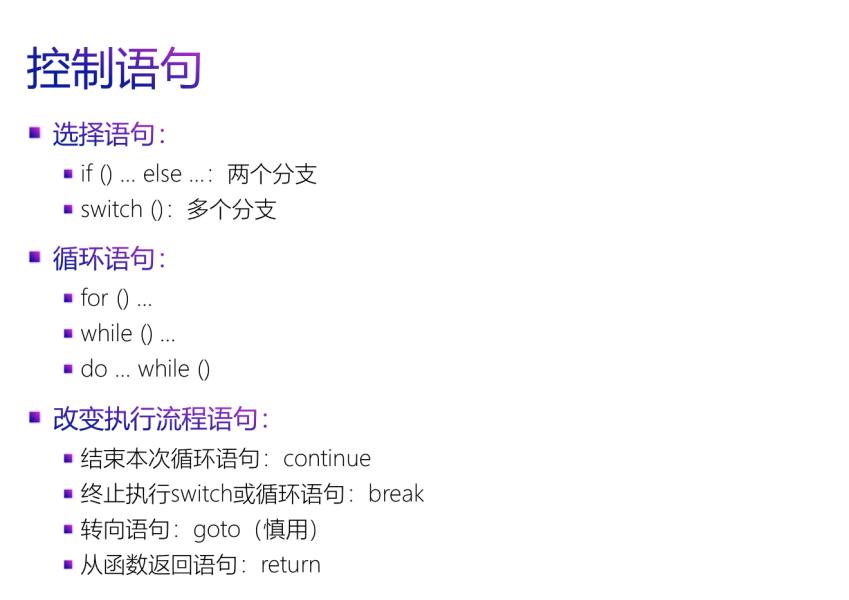 控制语句
选择语句：
if () ... else ...：两个分支
switch ()：多个分支
循环语句：
for () ...
while () ...
do ... while ()
改变执行流程语句：
结束本次循环语句：continue
终止执行switch或循环语句：break
转向语句：goto（慎用）
从函数返回语句：return